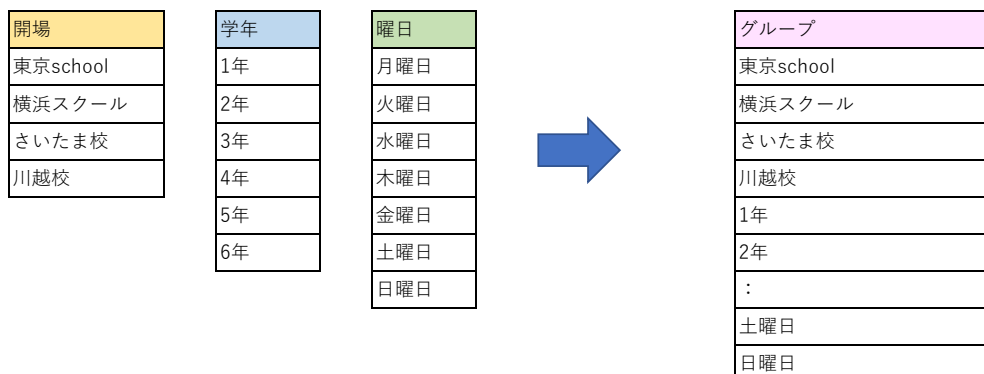 開場
東京school
横浜スクール
さいたま校
川越校
学年
1年
2年
3年
4年
5年
6年
曜日
月曜日
火曜日
水曜日
木曜日
金曜日
土曜日
日曜日
グループ
東京school
横浜スクール
さいたま校
川越校
1年
2年
：
土曜日
日曜日